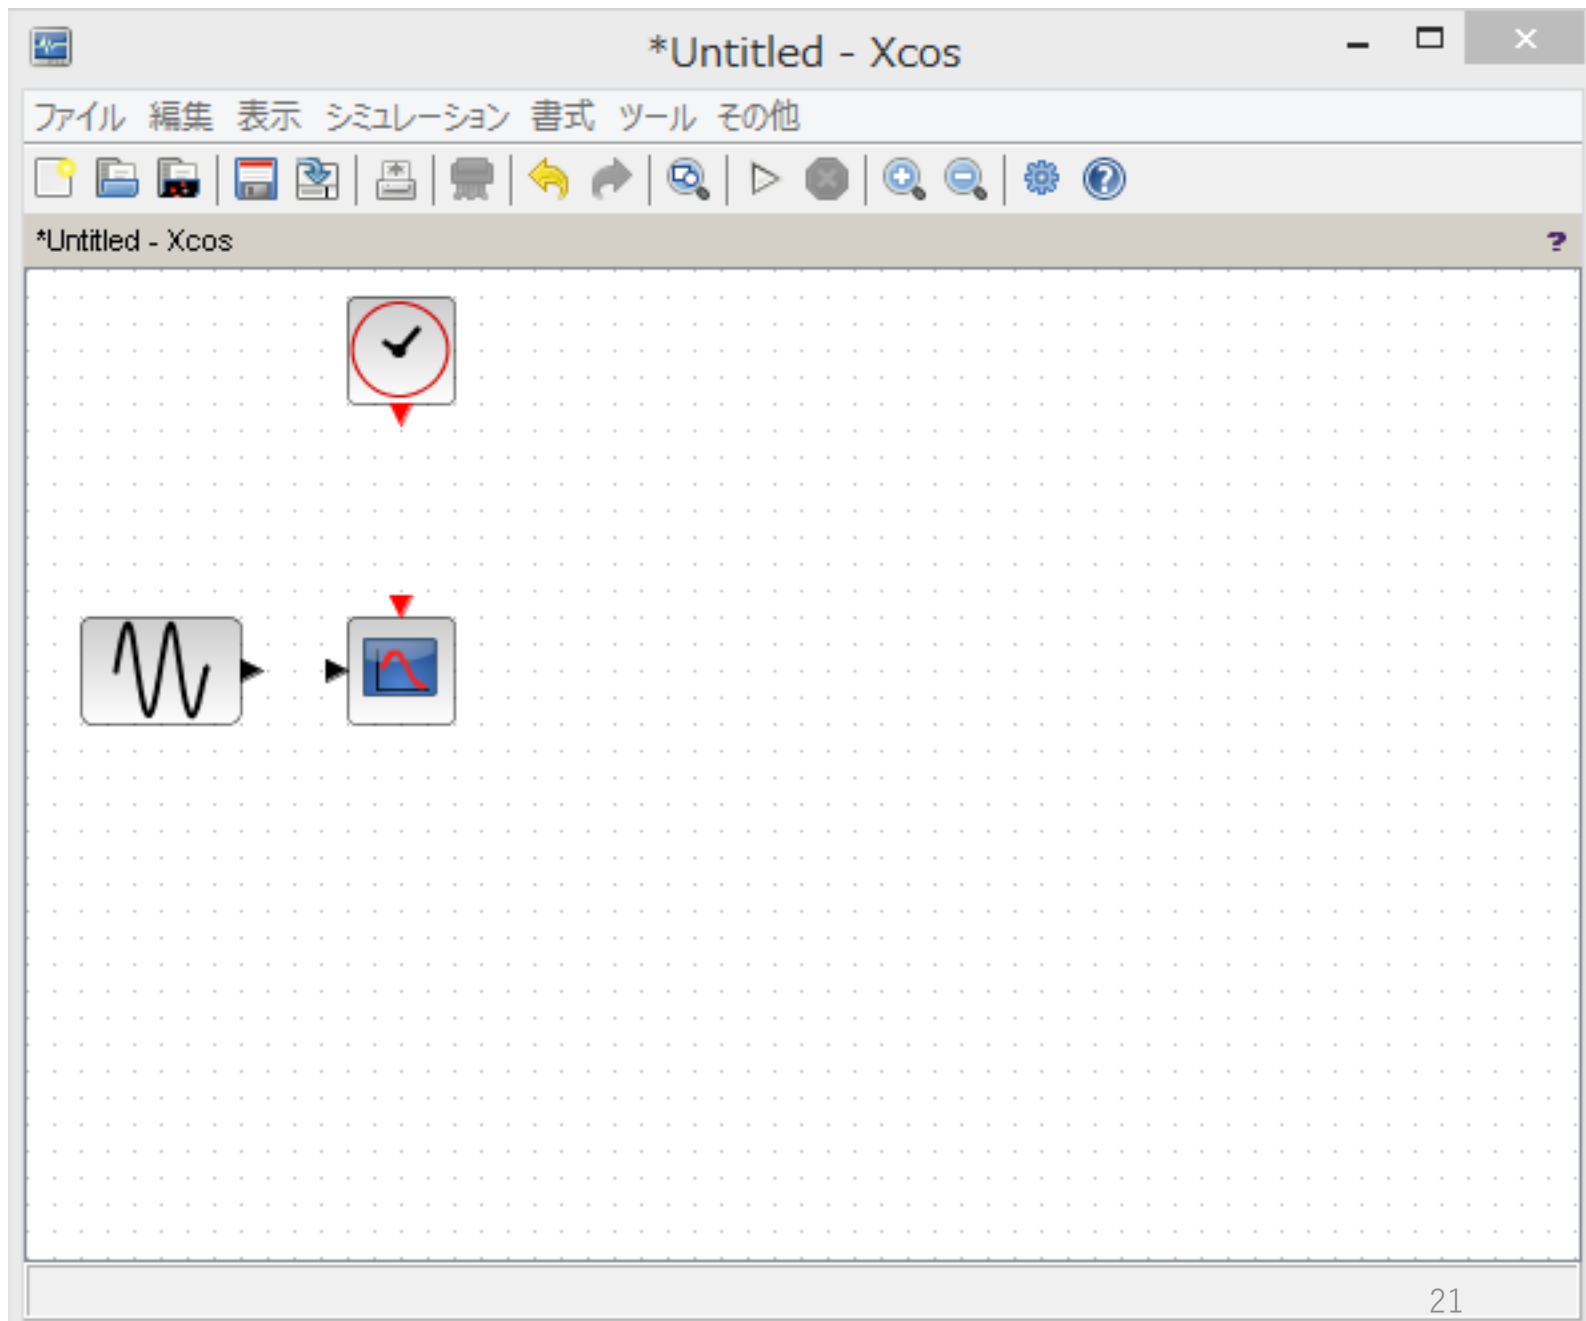 *Untitled - Xcos
ファイル 編集 表示 シミュレーション 書式 ツール その他
*Untitled - Xcos
21